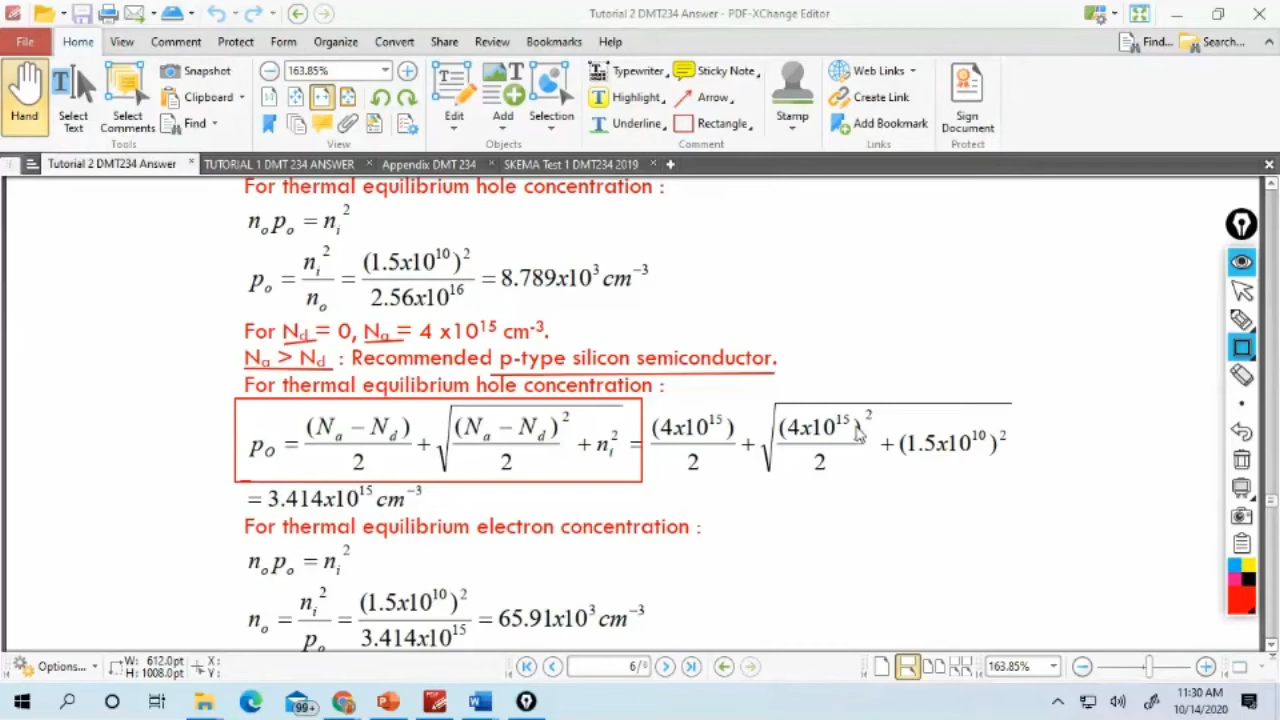 Tutorial 2 DMT234 Answer - PDF-XChange Editor
File Home View Comment Protect Form Organize Convert Share Review Bookmarks Help Find... Search...
Hand
Select Text
Select Comments
Snapshot
Clipboard
Find
Tools
163.85%
View
Edit
Add
Selection
Objects
Typewriter
Highlight
Underline
Sticky Note
Arrow
Rectangle
Comment
Stamp
Web Links
Create Link
Add Bookmark
Links
Sign Document
Protect
Tutorial 2 DMT234 Answer TUTORIAL 1 DMT 234 ANSWER Appendix DMT 234 SKEMA Test 1 DMT234 2019
For thermal equilibrium hole concentration :
n_o p_o = n_i^2
p_o = n_i^2 / n_o = (1.5x10^10)^2 / 2.56x10^16 = 8.789x10^3 cm^-3
For N_d = 0, N_a = 4 x10^15 cm^-3.
N_a > N_d : Recommended p-type silicon semiconductor.
For thermal equilibrium hole concentration :
p_o = (N_a − N_d) / 2 + √((N_a − N_d)^2 / 2 + n_i^2) = (4x10^15) / 2 + √((4x10^15)^2 / 2 + (1.5x10^10)^2)
= 3.414x10^15 cm^-3
For thermal equilibrium electron concentration :
n_o p_o = n_i^2
n_o = n_i^2 / p_o = (1.5x10^10)^2 / 3.414x10^15 = 65.91x10^3 cm^-3
Options... W: 612.0pt H: 1008.0pt X: Y: 163.85%
99+
11:30 AM
10/14/2020